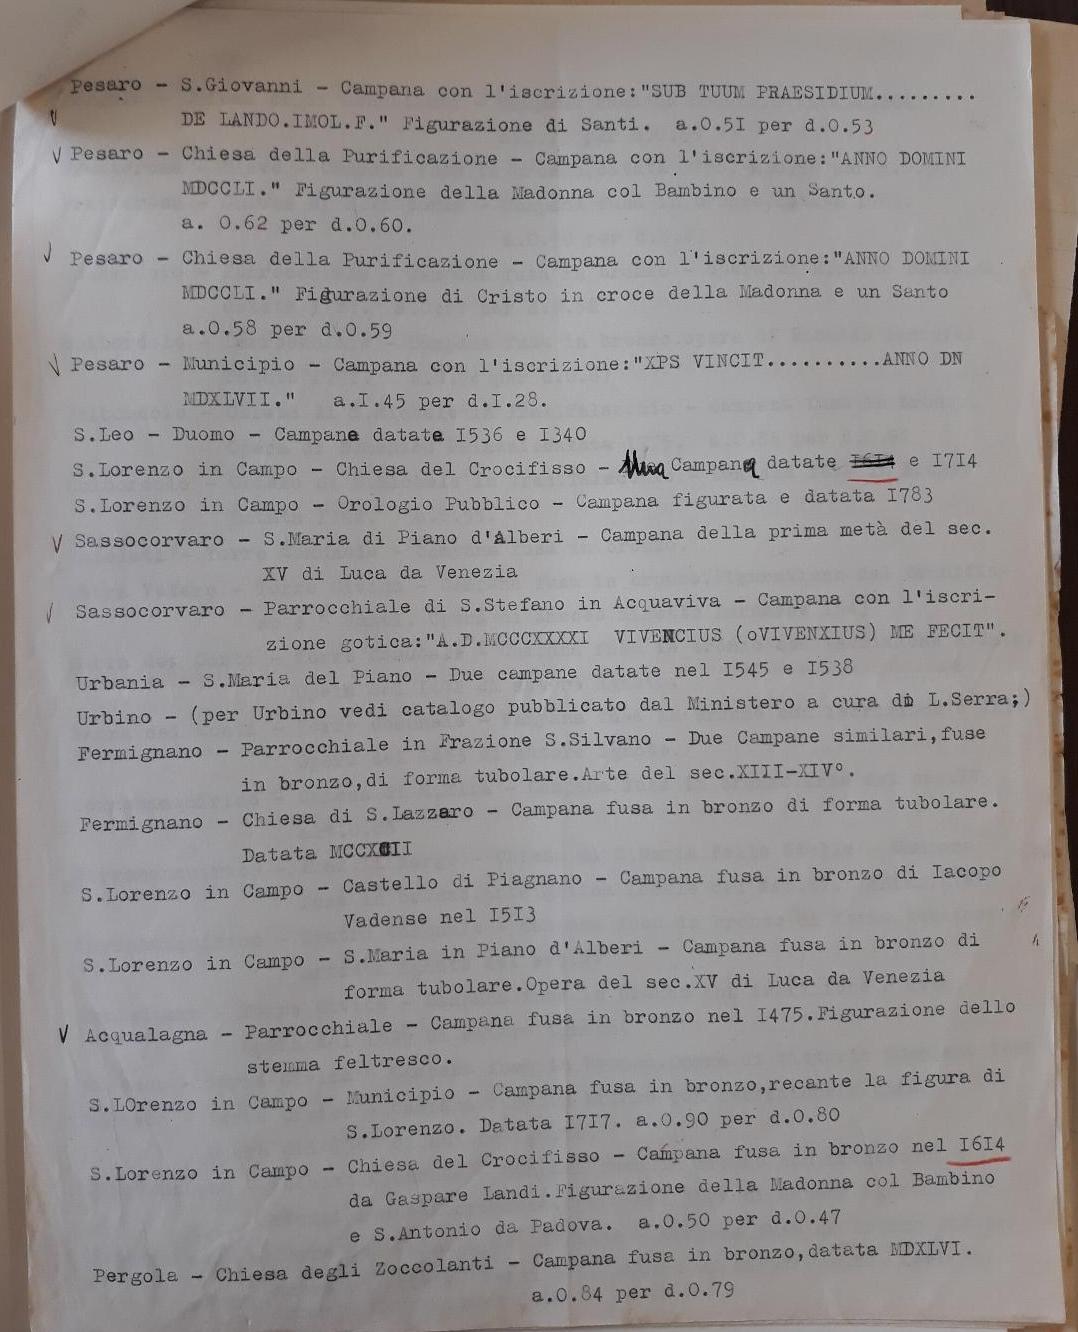 Pesaro - S.Giovanni - Campana con l'iscrizione:"SUB TUUM PRAESIDIUM.........
DE LANDO.IMOL.F." Figurazione di Santi. a.0.5I per d.0.53
Pesaro - Chiesa della Purificazione - Campana con l'iscrizione:"ANNO DOMINI
MDCCLI." Figurazione della Madonna col Bambino e un Santo.
a. 0.62 per d.0.60.
Pesaro - Chiesa della Purificazione - Campana con l'iscrizione:"ANNO DOMINI
MDCCLI." Figurazione di Cristo in croce della Madonna e un Santo
a.0.58 per d.0.59
Pesaro - Municipio - Campana con l'iscrizione:"XPS VINCIT..........ANNO DN
MDXLVII." a.I.45 per d.I.28.
S.Leo - Duomo - Campane datate I536 e I340
S.Lorenzo in Campo - Chiesa del Crocifisso - Una Campana datate I6I4 e I7I4
S.Lorenzo in Campo - Orologio Pubblico - Campana figurata e datata I783
Sassocorvaro - S.Maria di Piano d'Alberi - Campana della prima metà del sec.
XV di Luca da Venezia
Sassocorvaro - Parrocchiale di S.Stefano in Acquaviva - Campana con l'iscri-
zione gotica:"A.D.MCCCXXXXI VIVENCIUS (oVIVENXIUS) ME FECIT".
Urbania - S.Maria del Piano - Due campane datate nel I545 e I538
Urbino - (per Urbino vedi catalogo pubblicato dal Ministero a cura di L.Serra;)
Fermignano - Parrocchiale in Frazione S.Silvano - Due Campane similari,fuse
in bronzo,di forma tubolare.Arte del sec.XIII-XIV°.
Fermignano - Chiesa di S.Lazzaro - Campana fusa in bronzo di forma tubolare.
Datata MCCXCII
S.Lorenzo in Campo - Castello di Piagnano - Campana fusa in bronzo di Iacopo
Vadense nel I5I3
S.Lorenzo in Campo - S.Maria in Piano d'Alberi - Campana fusa in bronzo di
forma tubolare.Opera del sec.XV di Luca da Venezia
Acqualagna - Parrocchiale - Campana fusa in bronzo nel I475.Figurazione dello
stemma feltresco.
S.LOrenzo in Campo - Municipio - Campana fusa in bronzo,recante la figura di
S.Lorenzo. Datata I7I7. a.0.90 per d.0.80
S.Lorenzo in Campo - Chiesa del Crocifisso - Campana fusa in bronzo nel I6I4
da Gaspare Landi.Figurazione della Madonna col Bambino
e S.Antonio da Padova. a.0.50 per d.0.47
Pergola - Chiesa degli Zoccolanti - Campana fusa in bronzo,datata MDXLVI.
a.0.84 per d.0.79